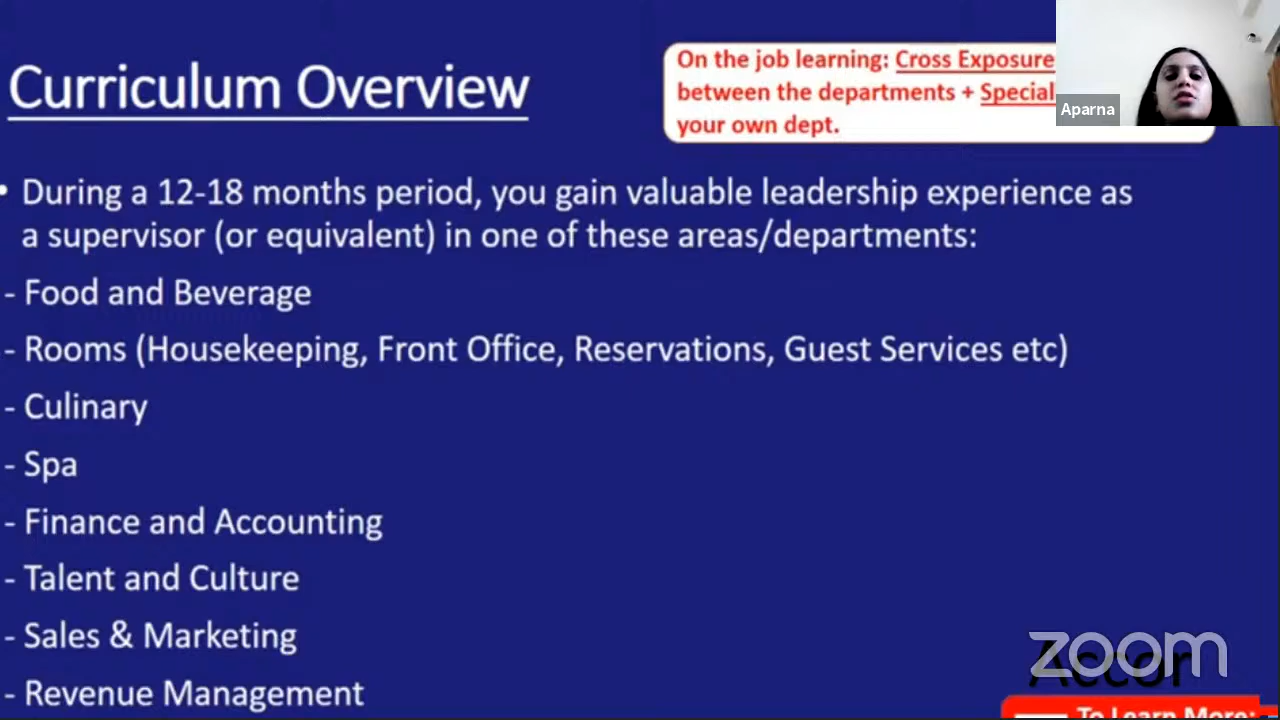 Curriculum Overview
On the job learning: Cross Exposure
between the departments + Special
your own dept.
Aparna
• During a 12-18 months period, you gain valuable leadership experience as
a supervisor (or equivalent) in one of these areas/departments:
- Food and Beverage
- Rooms (Housekeeping, Front Office, Reservations, Guest Services etc)
- Culinary
- Spa
- Finance and Accounting
- Talent and Culture
- Sales & Marketing
- Revenue Management
zoom
Accor
To Learn More: